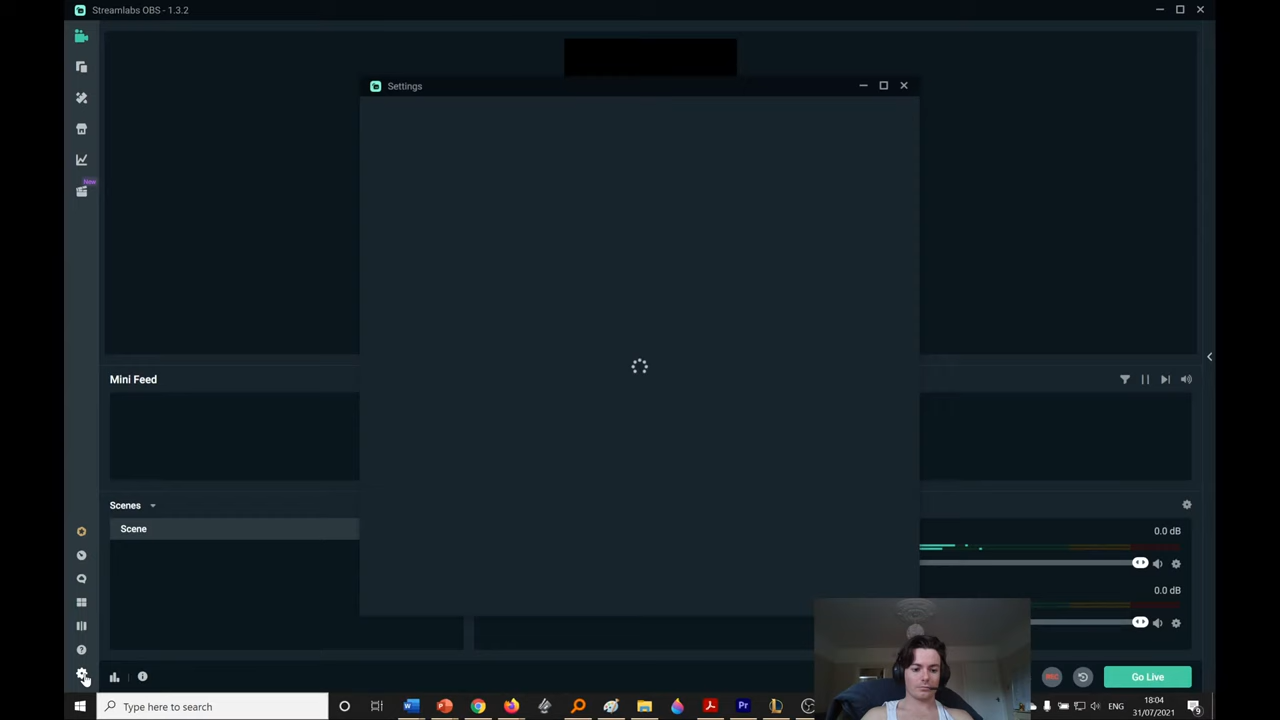 Streamlabs OBS - 1.3.2
Settings
New
Mini Feed
Scenes
Scene
0.0 dB
0.0 dB
REC
Go Live
Type here to search
ENG
18:04
31/07/2021